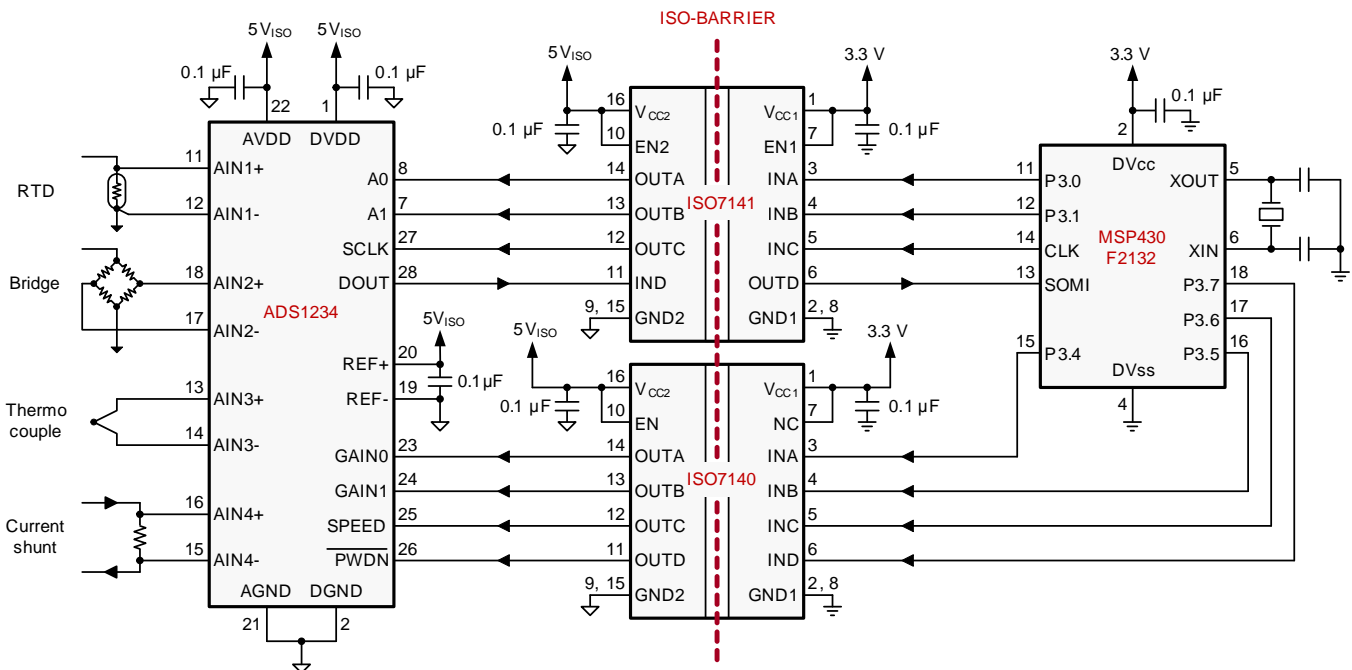 ISO-BARRIER
5VISO
5VISO
5VISO
3.3 V
3.3 V
0.1 µF
0.1 µF
0.1 µF
0.1 µF
0.1 µF
22
1
AVDD
DVDD
RTD
11
AIN1+
12
AIN1-
Bridge
18
AIN2+
17
AIN2-
Thermo
couple
13
AIN3+
14
AIN3-
Current
shunt
16
AIN4+
15
AIN4-
ADS1234
A0
8
A1
7
SCLK
27
DOUT
28
5VISO
REF+
20
0.1µF
REF-
19
GAIN0
23
GAIN1
24
SPEED
25
PWDN
26
AGND
DGND
21
2
16
VCC2
10
EN2
14
OUTA
13
OUTB
12
OUTC
11
IND
9, 15
GND2
ISO7141
VCC1
1
EN1
7
INA
3
INB
4
INC
5
OUTD
6
GND1
2, 8
5VISO
3.3 V
0.1 µF
0.1 µF
16
VCC2
10
EN
14
OUTA
13
OUTB
12
OUTC
11
OUTD
9, 15
GND2
ISO7140
VCC1
1
NC
7
INA
3
INB
4
INC
5
IND
6
GND1
2, 8
2
DVcc
11
P3.0
12
P3.1
14
CLK
13
SOMI
15
P3.4
MSP430
F2132
XOUT
5
XIN
6
P3.7
18
P3.6
17
P3.5
16
DVss
4